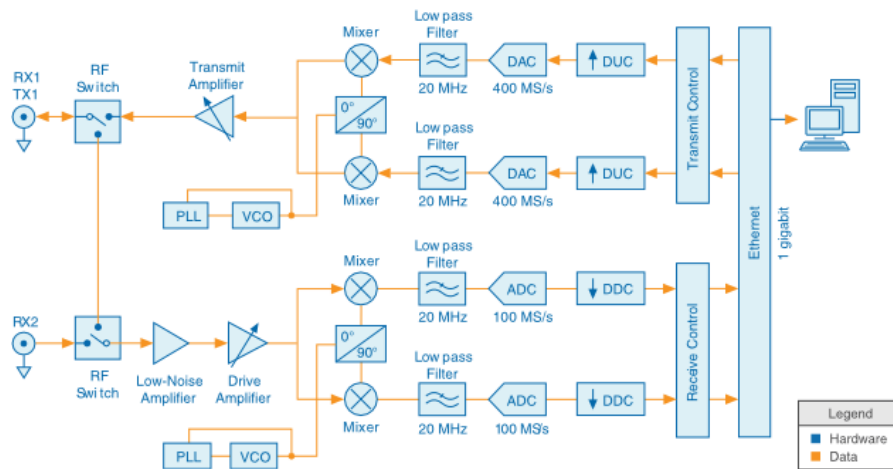 Low pass
Filter
Mixer
DAC
DUC
20 MHz
400 MS/s
RF
Switch
Transmit
Amplifier
RX1
TX1
0°
90°
Low pass
Filter
DAC
DUC
20 MHz
400 MS/s
Mixer
Transmit Control
PLL
VCO
Ethernet
1 gigabit
Low pass
Filter
Mixer
ADC
DDC
20 MHz
100 MS/s
RX2
RF
Switch
Low-Noise
Amplifier
Drive
Amplifier
0°
90°
Low pass
Filter
ADC
DDC
20 MHz
100 MS/s
Mixer
Receive Control
PLL
VCO
Legend
Hardware
Data